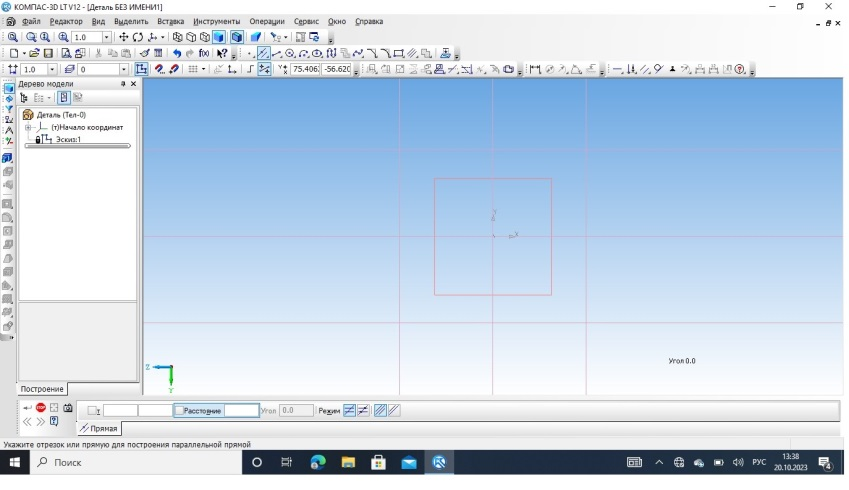 КОМПАС-3D LT V12 - [Деталь БЕЗ ИМЕНИ1]
Файл Редактор Вид Выделить Вставка Инструменты Операции Сервис Окно Справка
1.0
f(x)
1.0 0 75.406 -56.620
Дерево модели
Деталь (Тел-0)
(т)Начало координат
Эскиз:1
Y
X
Угол 0.0
Z
Y
Построение
STOP
т Расстояние Угол 0.0 Режим
Прямая
Укажите отрезок или прямую для построения параллельной прямой
Поиск
РУС
13:38
20.10.2023
4